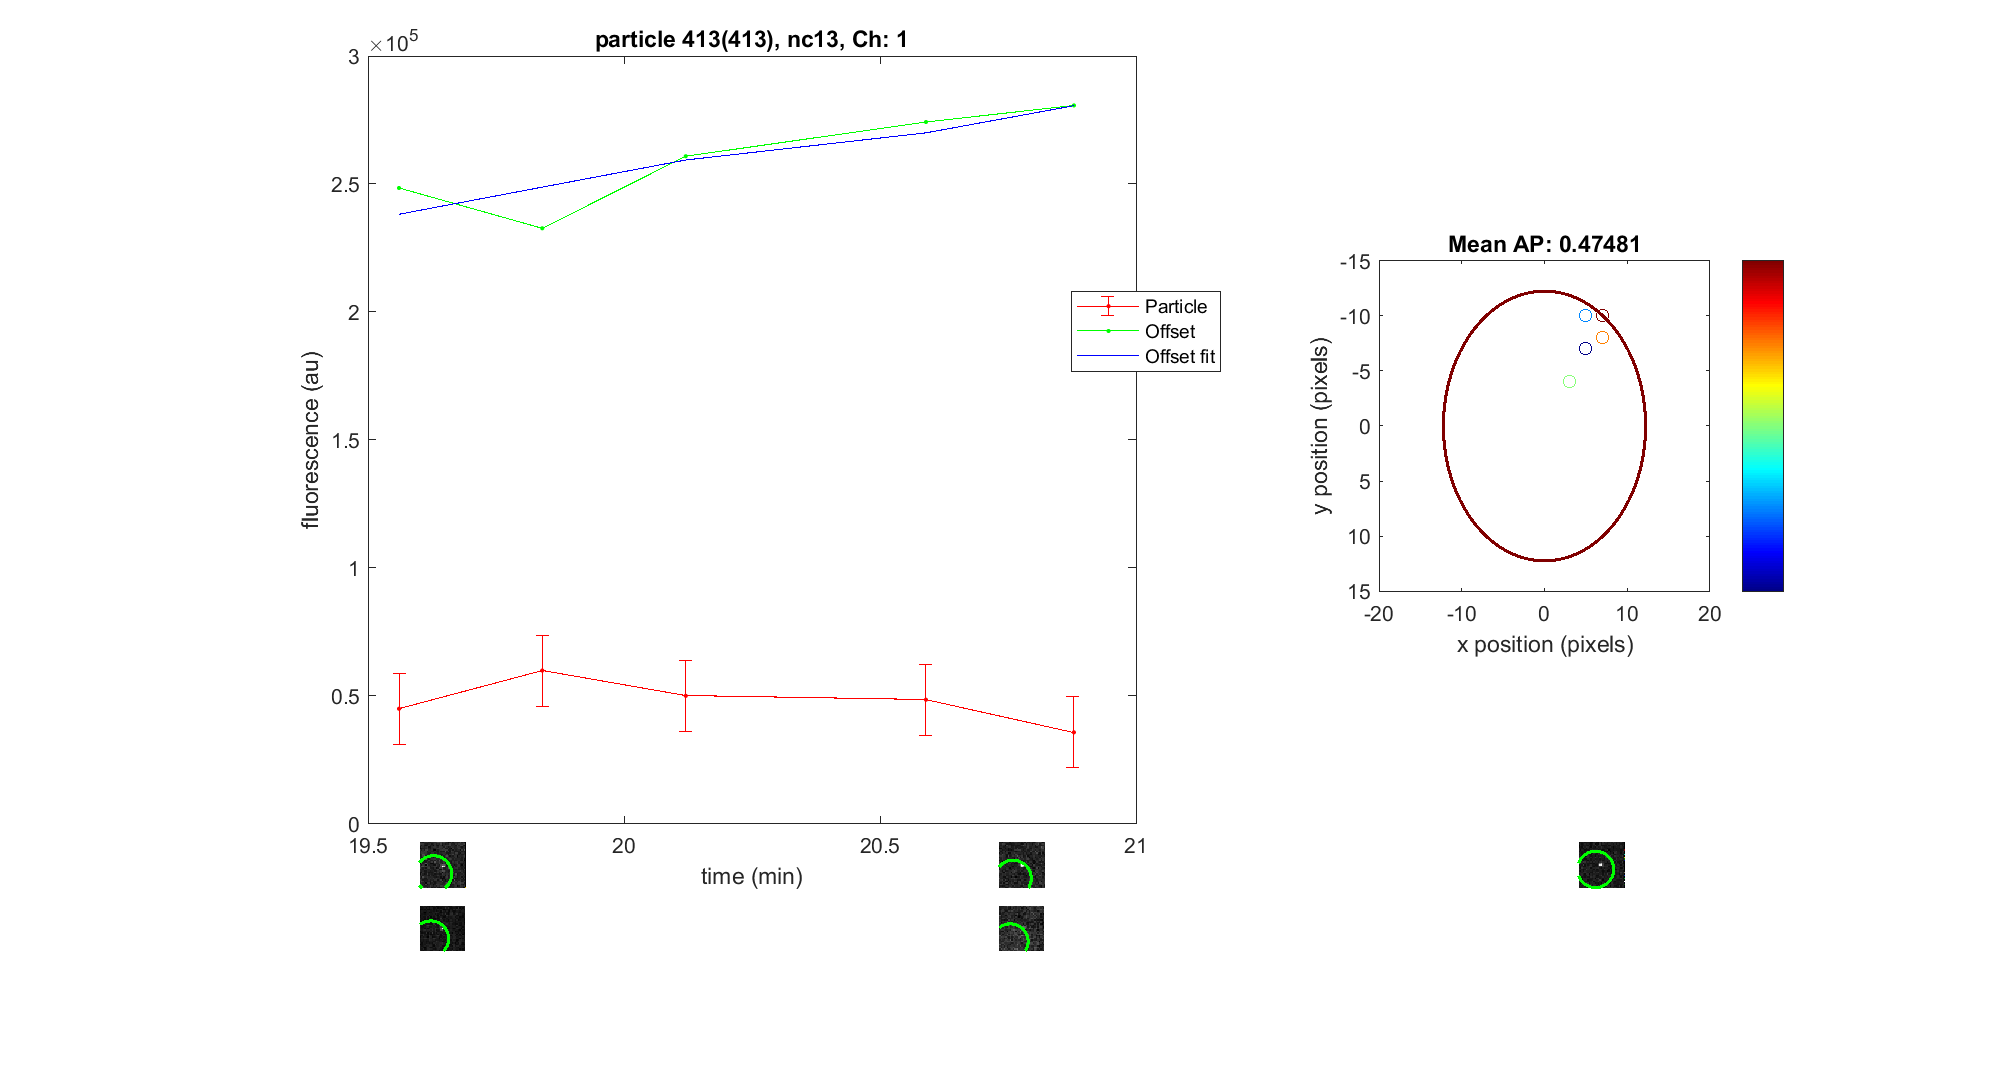 particle 413(413), nc13, Ch: 1
×10^5
3
2.5
2
1.5
1
0.5
0
fluorescence (au)
19.5 20 20.5 21
time (min)
Particle
Offset
Offset fit
Mean AP: 0.47481
-15
-10
-5
0
5
10
15
y position (pixels)
-20 -10 0 10 20
x position (pixels)